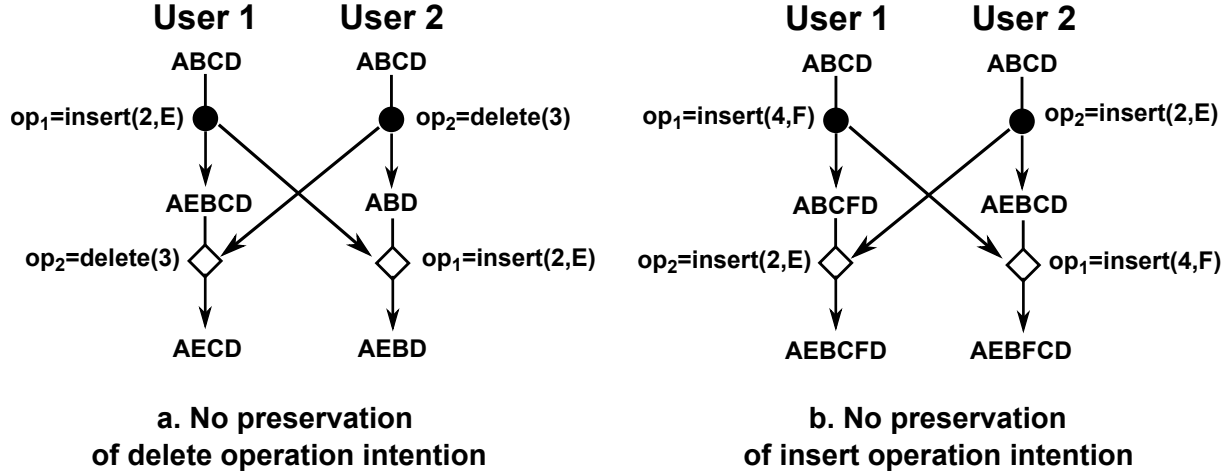 User 1 User 2
ABCD ABCD
op1=insert(2,E) op2=delete(3)
AEBCD ABD
op2=delete(3) op1=insert(2,E)
AECD AEBD
a. No preservation
of delete operation intention
User 1 User 2
ABCD ABCD
op1=insert(4,F) op2=insert(2,E)
ABCFD AEBCD
op2=insert(2,E) op1=insert(4,F)
AEBCFD AEBFCD
b. No preservation
of insert operation intention